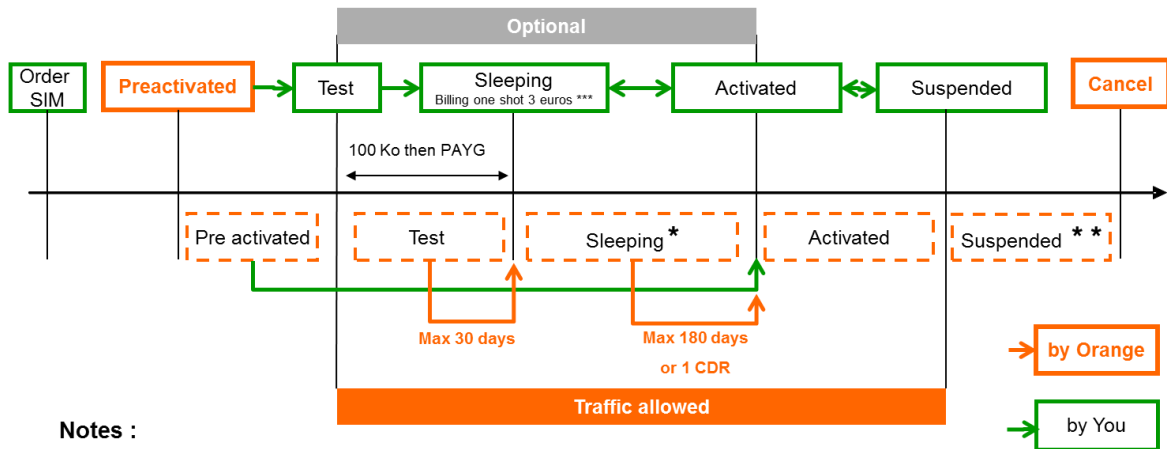 Optional
Order
SIM
Preactivated
Test
Sleeping
Billing one shot 3 euros ***
Activated
Suspended
Cancel
100 Ko then PAYG
Pre activated
Test
Sleeping *
Activated
Suspended * *
Max 30 days
Max 180 days
or 1 CDR
by Orange
Traffic allowed
by You
Notes :